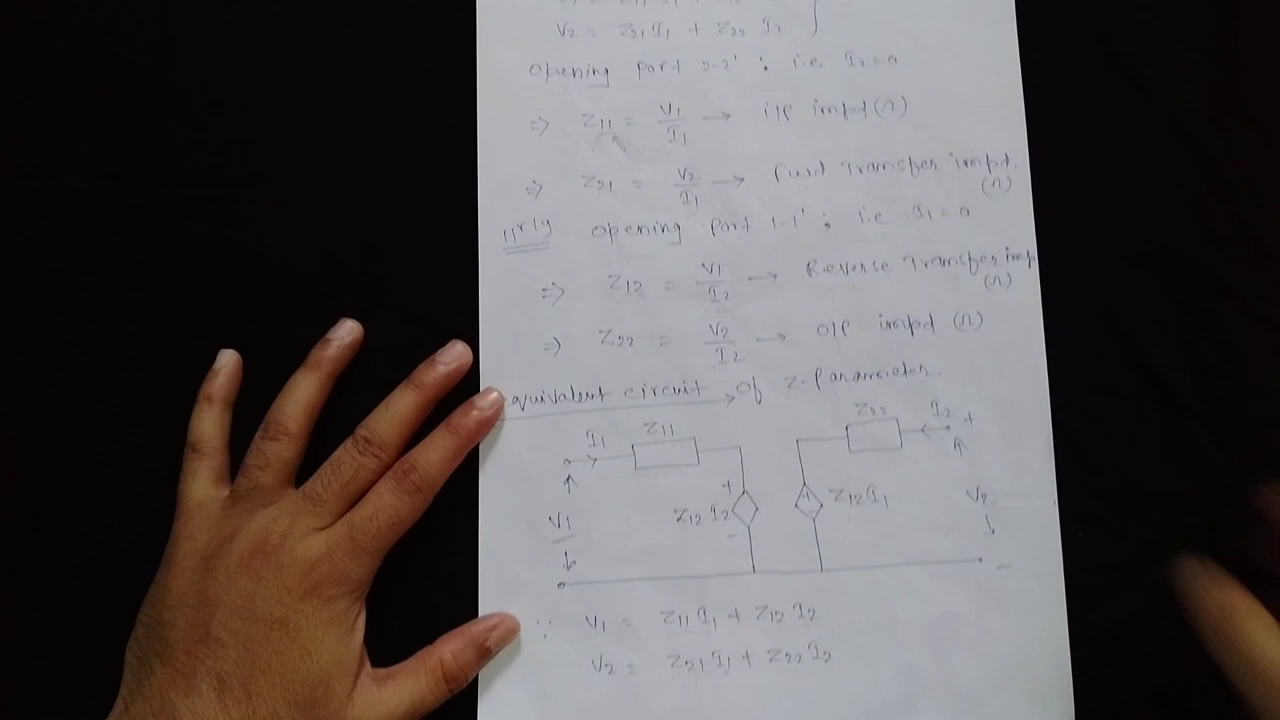 V2 = Z21 I1 + Z22 I2 }
Opening Port 2-2' : i.e. I2=0
=> Z11 = V1/I1 → i/p impd (Ω)
=> Z21 = V2/I1 → Fwd Transfer impd. (Ω)
||rly opening Port 1-1' : i.e I1=0
=> Z12 = V1/I2 → Reverse Transfer imp (Ω)
=> Z22 = V2/I2 → O/P impd (Ω)
quivalent circuit of Z-Parameter.
I1 Z11 Z22 I2 +
V1 Z12 I2 + - + - Z12 I1 V2
-
∵ V1 = Z11 I1 + Z12 I2
V2 = Z21 I1 + Z22 I2